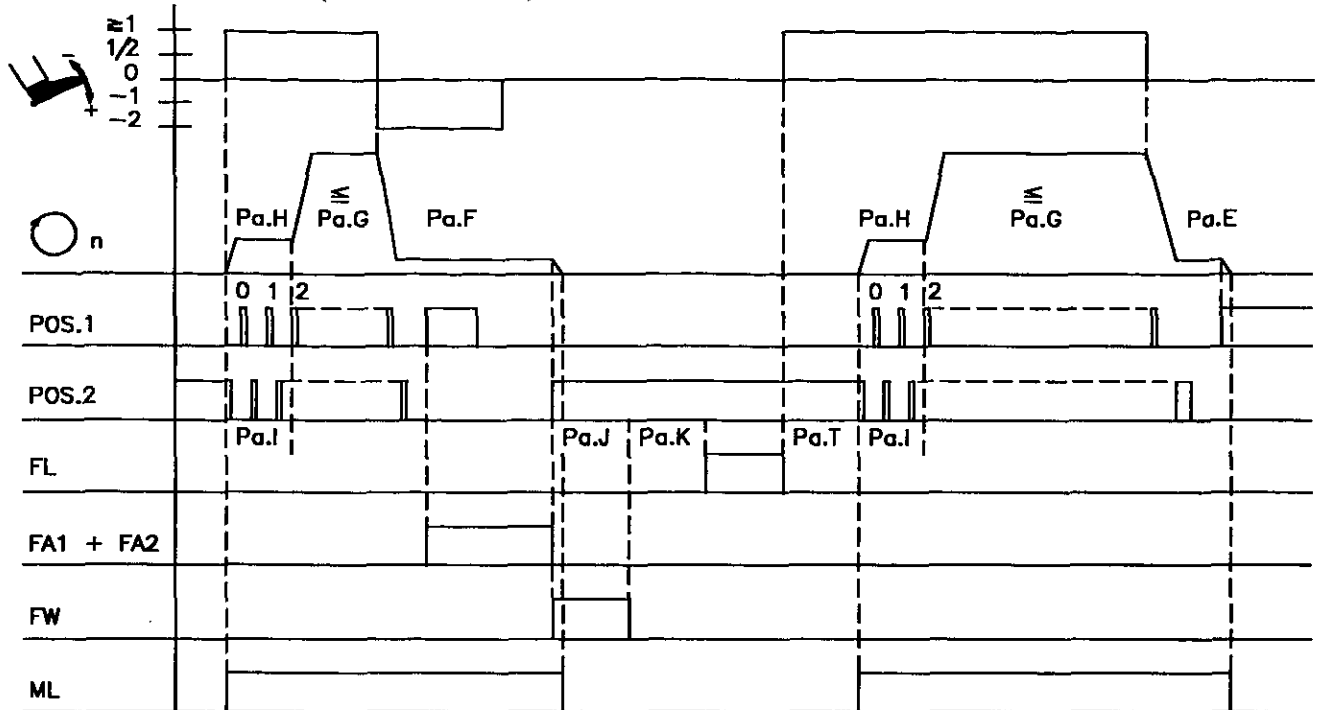 ≥1
1/2
0
-1
-2
-
+
Pa.H
≤
Pa.G
Pa.F
Pa.H
≤
Pa.G
Pa.E
n
0 1 2
0 1 2
POS.1
POS.2
Pa.I
Pa.J
Pa.K
Pa.T
Pa.I
FL
FA1 + FA2
FW
ML